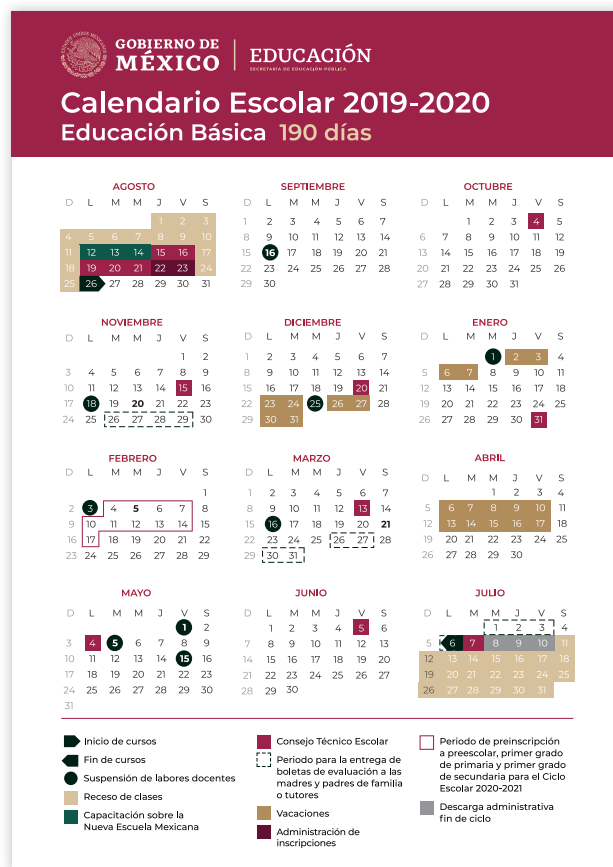 ESTADOS UNIDOS MEXICANOS
GOBIERNO DE
MÉXICO
EDUCACIÓN
SECRETARÍA DE EDUCACIÓN PÚBLICA
Calendario Escolar 2019-2020
Educación Básica 190 días
AGOSTO
D L M M J V S
1 2 3
4 5 6 7 8 9 10
11 12 13 14 15 16 17
18 19 20 21 22 23 24
25 26 27 28 29 30 31
SEPTIEMBRE
D L M M J V S
1 2 3 4 5 6 7
8 9 10 11 12 13 14
15 16 17 18 19 20 21
22 23 24 25 26 27 28
29 30
OCTUBRE
D L M M J V S
1 2 3 4 5
6 7 8 9 10 11 12
13 14 15 16 17 18 19
20 21 22 23 24 25 26
27 28 29 30 31
NOVIEMBRE
D L M M J V S
1 2
3 4 5 6 7 8 9
10 11 12 13 14 15 16
17 18 19 20 21 22 23
24 25 26 27 28 29 30
DICIEMBRE
D L M M J V S
1 2 3 4 5 6 7
8 9 10 11 12 13 14
15 16 17 18 19 20 21
22 23 24 25 26 27 28
29 30 31
ENERO
D L M M J V S
1 2 3 4
5 6 7 8 9 10 11
12 13 14 15 16 17 18
19 20 21 22 23 24 25
26 27 28 29 30 31
FEBRERO
D L M M J V S
1
2 3 4 5 6 7 8
9 10 11 12 13 14 15
16 17 18 19 20 21 22
23 24 25 26 27 28 29
MARZO
D L M M J V S
1 2 3 4 5 6 7
8 9 10 11 12 13 14
15 16 17 18 19 20 21
22 23 24 25 26 27 28
29 30 31
ABRIL
D L M M J V S
1 2 3 4
5 6 7 8 9 10 11
12 13 14 15 16 17 18
19 20 21 22 23 24 25
26 27 28 29 30
MAYO
D L M M J V S
1 2
3 4 5 6 7 8 9
10 11 12 13 14 15 16
17 18 19 20 21 22 23
24 25 26 27 28 29 30
31
JUNIO
D L M M J V S
1 2 3 4 5 6
7 8 9 10 11 12 13
14 15 16 17 18 19 20
21 22 23 24 25 26 27
28 29 30
JULIO
D L M M J V S
1 2 3 4
5 6 7 8 9 10 11
12 13 14 15 16 17 18
19 20 21 22 23 24 25
26 27 28 29 30 31
Inicio de cursos
Fin de cursos
Suspensión de labores docentes
Receso de clases
Capacitación sobre la
Nueva Escuela Mexicana
Consejo Técnico Escolar
Periodo para la entrega de
boletas de evaluación a las
madres y padres de familia
o tutores
Vacaciones
Administración de
inscripciones
Periodo de preinscripción
a preescolar, primer grado
de primaria y primer grado
de secundaria para el Ciclo
Escolar 2020-2021
Descarga administrativa
fin de ciclo